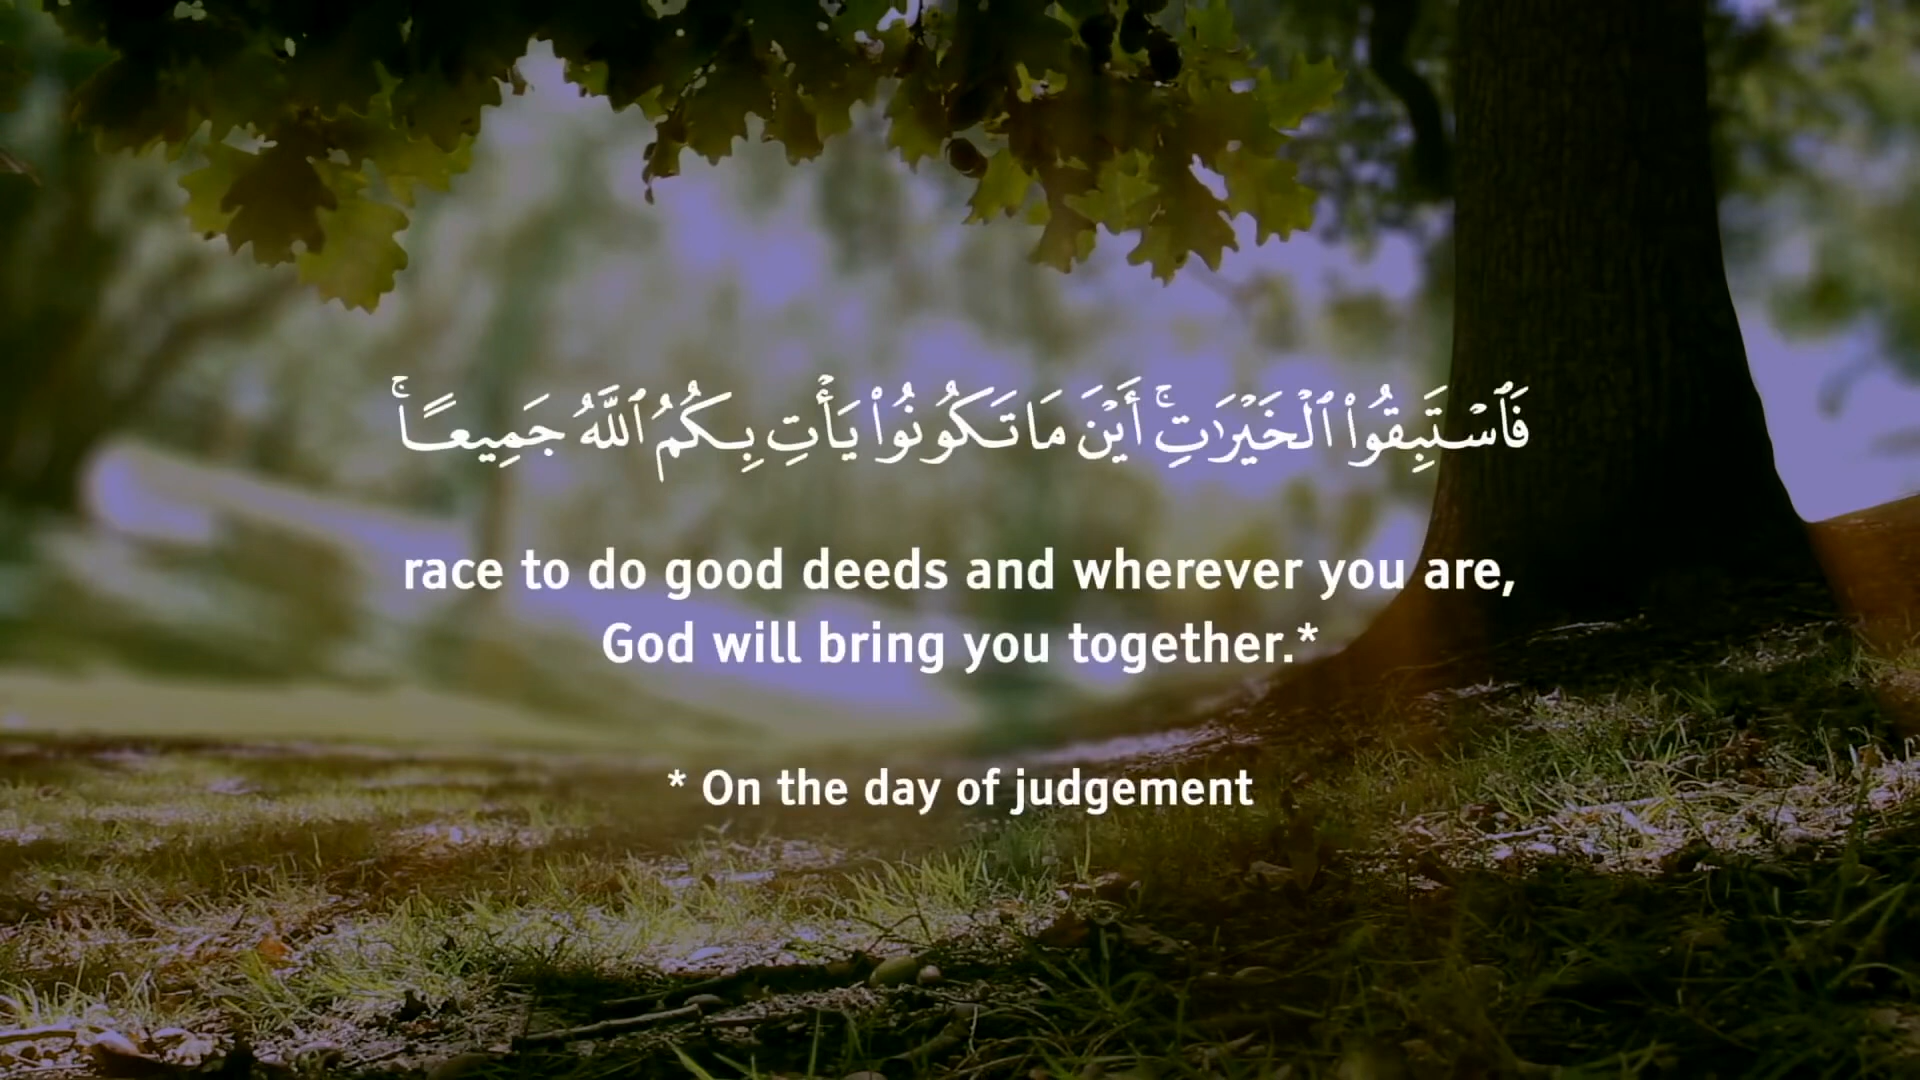 فَٱسْتَبِقُوا۟ ٱلْخَيْرَٰتِ ۚ أَيْنَ مَا تَكُونُوا۟ يَأْتِ بِكُمُ ٱللَّهُ جَمِيعًا ۚ
race to do good deeds and wherever you are,
God will bring you together.*
* On the day of judgement